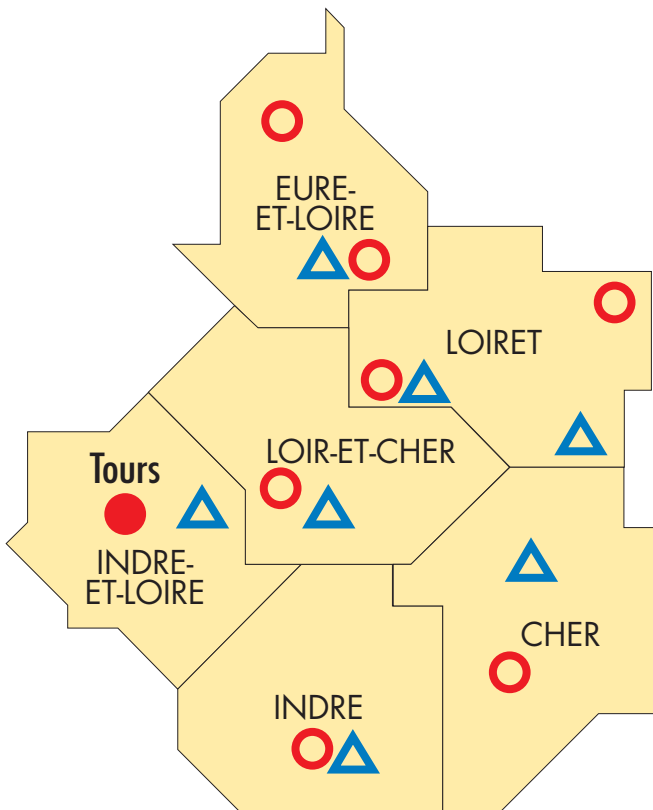 EURE-
ET-LOIRE
LOIRET
LOIR-ET-CHER
Tours
INDRE-
ET-LOIRE
CHER
INDRE